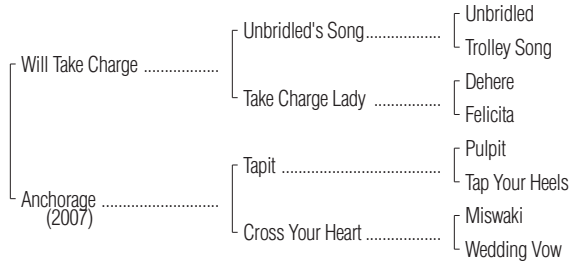 Unbridled
Unbridled's Song..................
Trolley Song
Will Take Charge ..................
Dehere
Take Charge Lady ................
Felicita
Pulpit
Tapit .......................................
Tap Your Heels
Anchorage ............................
(2007)
Miswaki
Cross Your Heart ..................
Wedding Vow